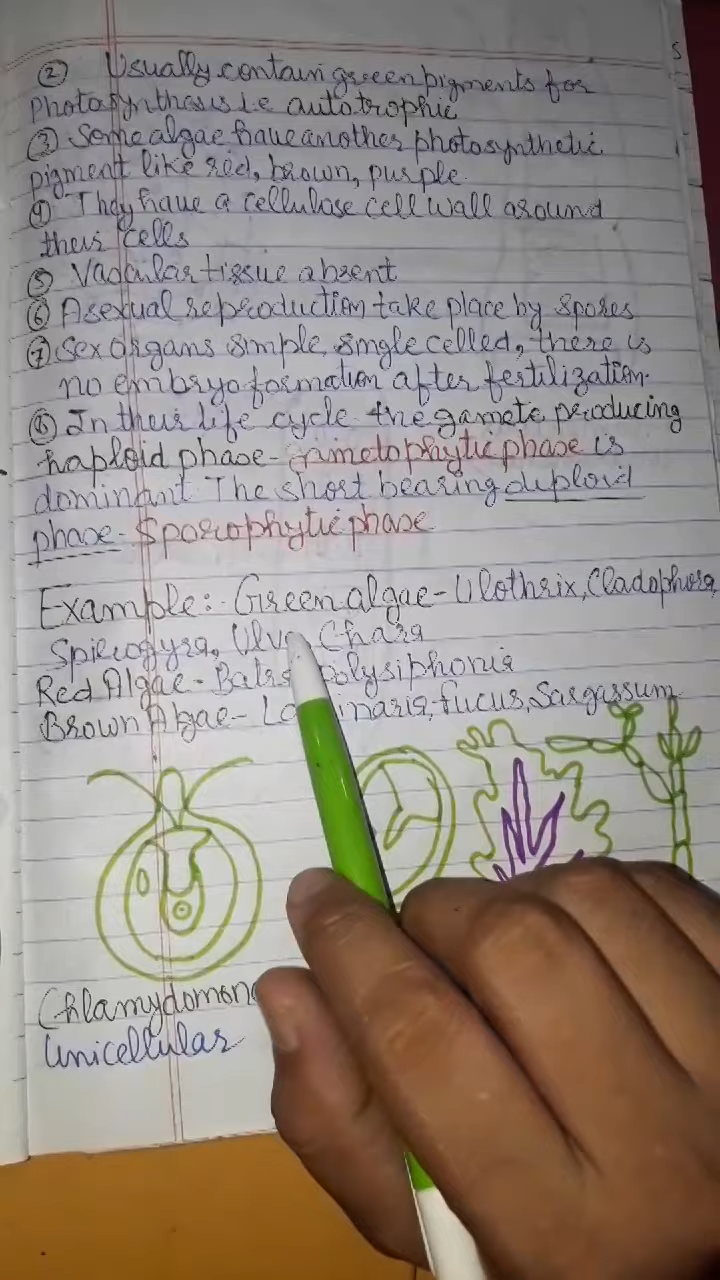 ② Usually contain green pigments for
Photosynthesis i.e autotrophic
③ Some algae have another photosynthetic
pigment like red, brown, purple.
④ They have a cellulose cell wall around
their cells
⑤ Vascular tissue absent
⑥ Asexual reproduction take place by spores
⑦ Sex organs simple, single celled, there is
no embryo formation after fertilization.
⑧ In their life cycle the gamete producing
haploid phase - Gametophytic phase is
dominant. The short bearing diploid
phase - Sporophytic phase
Example:- Green algae - Ulothrix, Cladophora,
Spirogyra, Ulva, Chara
Red Algae - polysiphonia
Brown Algae - fucus, Sargassum
Unicellular